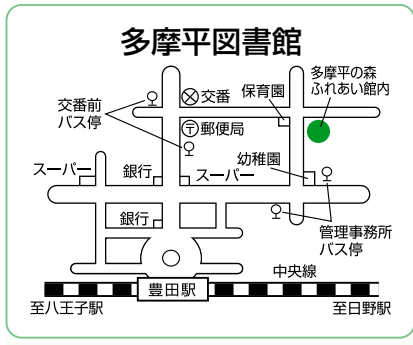 多摩平図書館
多摩平の森
ふれあい館内
保育園
交番
交番前
バス停
〒郵便局
幼稚園
スーパー
銀行
スーパー
銀行
管理事務所
バス停
中央線
豊田駅
至八王子駅
至日野駅